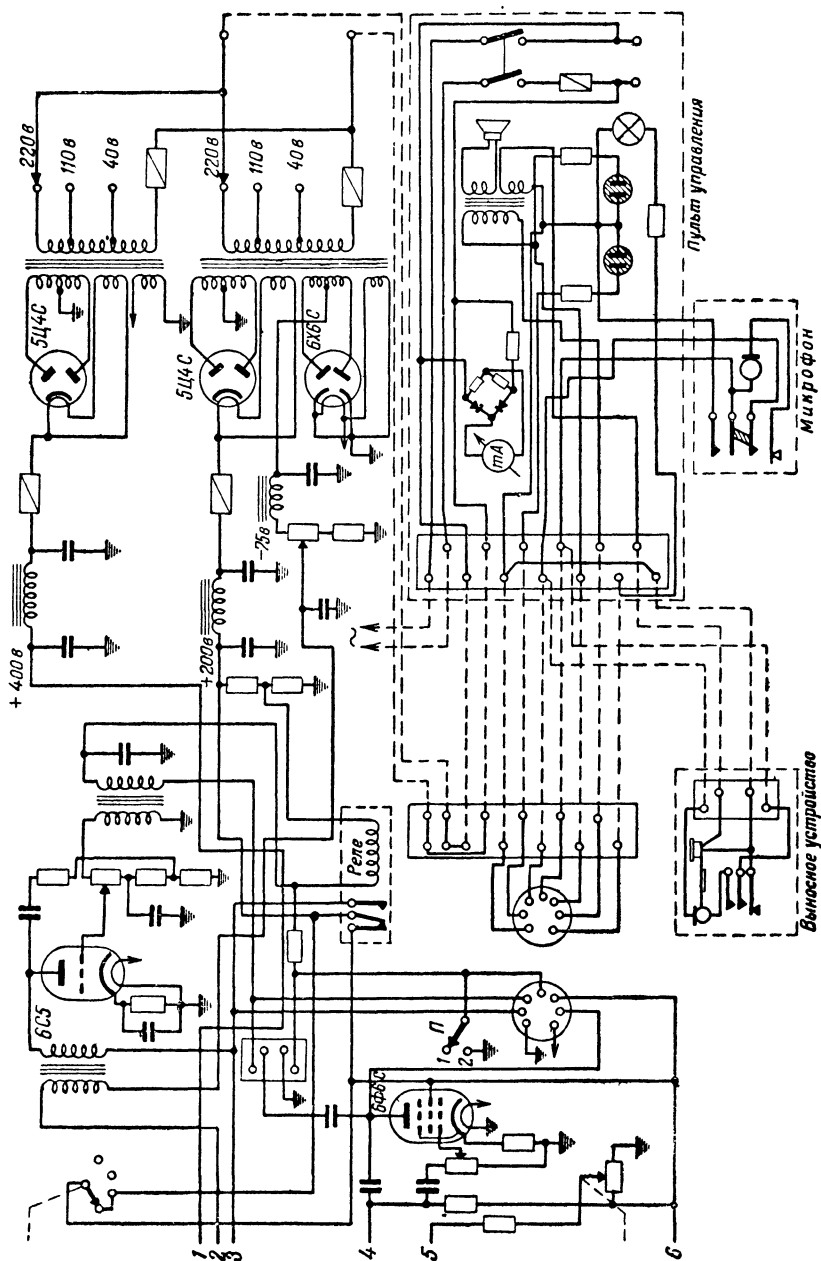 220в
110в
40в
5Ц4С
+400в
220в
110в
40в
5Ц4С
6Х6С
-75в
+200в
6С5
Реле
1
2
3
П
1
2
6Ф6С
4
5
6
mA
Пульт управления
Микрофон
Выносное устройство